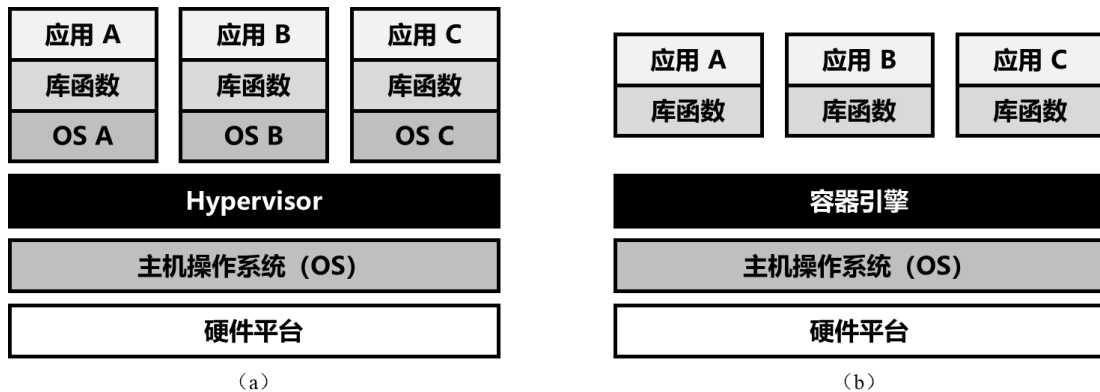 应用 A 应用 B 应用 C
库函数 库函数 库函数
OS A OS B OS C
Hypervisor
主机操作系统（OS）
硬件平台
（a）
应用 A 应用 B 应用 C
库函数 库函数 库函数
容器引擎
主机操作系统（OS）
硬件平台
（b）